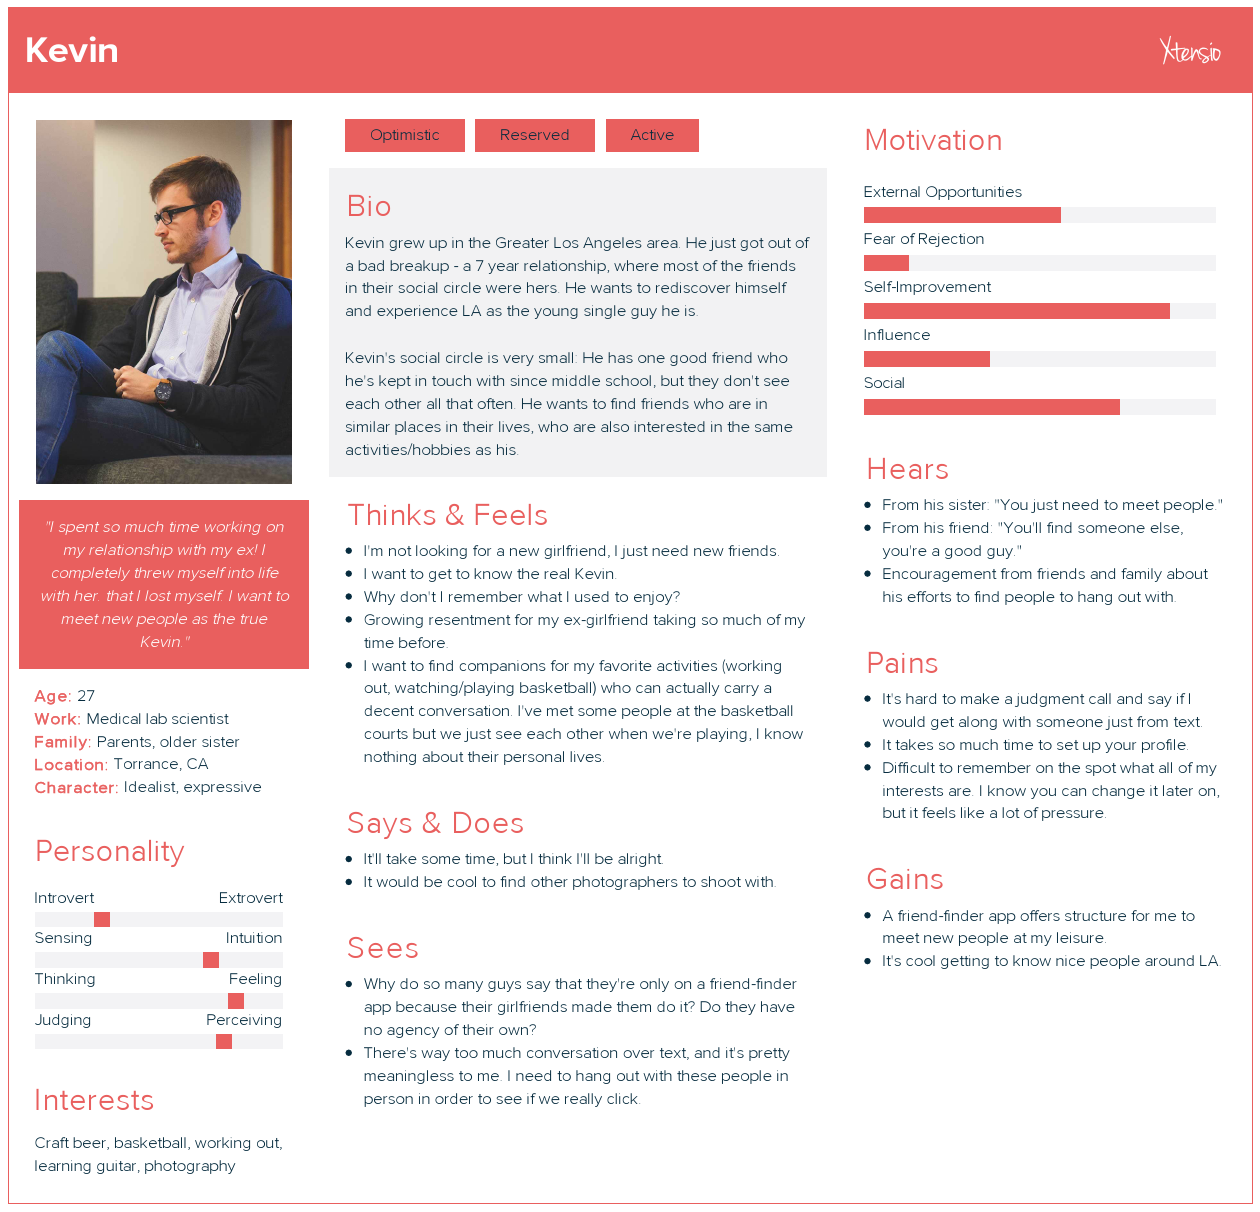 Kevin
Xtensio
"I spent so much time working on
my relationship with my ex! I
completely threw myself into life
with her. that I lost myself. I want to
meet new people as the true
Kevin."
Age: 27
Work: Medical lab scientist
Family: Parents, older sister
Location: Torrance, CA
Character: Idealist, expressive
Personality
Introvert Extrovert
Sensing Intuition
Thinking Feeling
Judging Perceiving
Interests
Craft beer, basketball, working out,
learning guitar, photography
Optimistic Reserved Active
Bio
Kevin grew up in the Greater Los Angeles area. He just got out of
a bad breakup - a 7 year relationship, where most of the friends
in their social circle were hers. He wants to rediscover himself
and experience LA as the young single guy he is.
Kevin's social circle is very small: He has one good friend who
he's kept in touch with since middle school, but they don't see
each other all that often. He wants to find friends who are in
similar places in their lives, who are also interested in the same
activities/hobbies as his.
Thinks & Feels
• I'm not looking for a new girlfriend, I just need new friends.
• I want to get to know the real Kevin.
• Why don't I remember what I used to enjoy?
• Growing resentment for my ex-girlfriend taking so much of my
time before.
• I want to find companions for my favorite activities (working
out, watching/playing basketball) who can actually carry a
decent conversation. I've met some people at the basketball
courts but we just see each other when we're playing, I know
nothing about their personal lives.
Says & Does
• It'll take some time, but I think I'll be alright.
• It would be cool to find other photographers to shoot with.
Sees
• Why do so many guys say that they're only on a friend-finder
app because their girlfriends made them do it? Do they have
no agency of their own?
• There's way too much conversation over text, and it's pretty
meaningless to me. I need to hang out with these people in
person in order to see if we really click.
Motivation
External Opportunities
Fear of Rejection
Self-Improvement
Influence
Social
Hears
• From his sister: "You just need to meet people."
• From his friend: "You'll find someone else,
you're a good guy."
• Encouragement from friends and family about
his efforts to find people to hang out with.
Pains
• It's hard to make a judgment call and say if I
would get along with someone just from text.
• It takes so much time to set up your profile.
• Difficult to remember on the spot what all of my
interests are. I know you can change it later on,
but it feels like a lot of pressure.
Gains
• A friend-finder app offers structure for me to
meet new people at my leisure.
• It's cool getting to know nice people around LA.